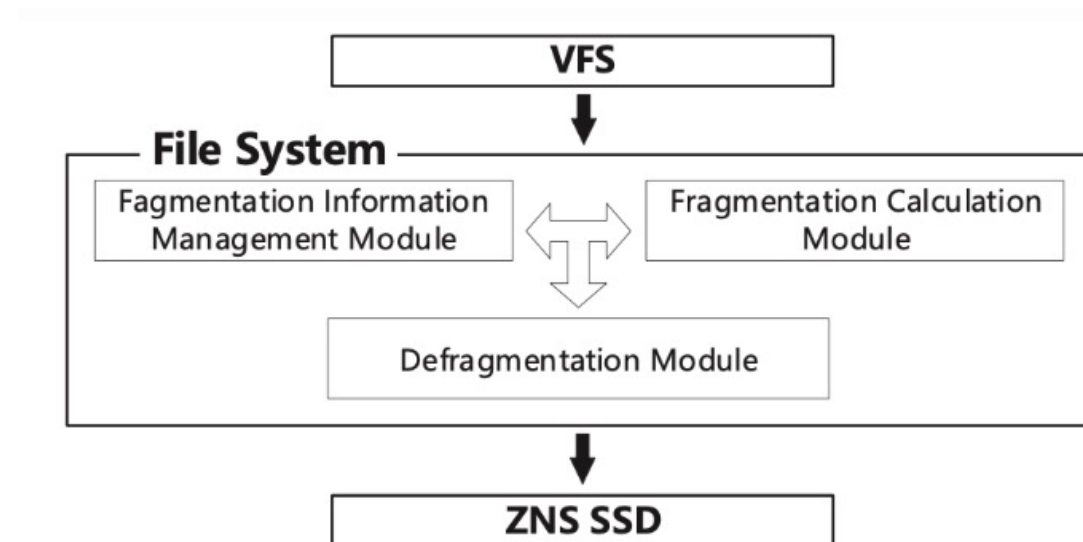 VFS
File System
Fagmentation Information
Management Module
Fragmentation Calculation
Module
Defragmentation Module
ZNS SSD